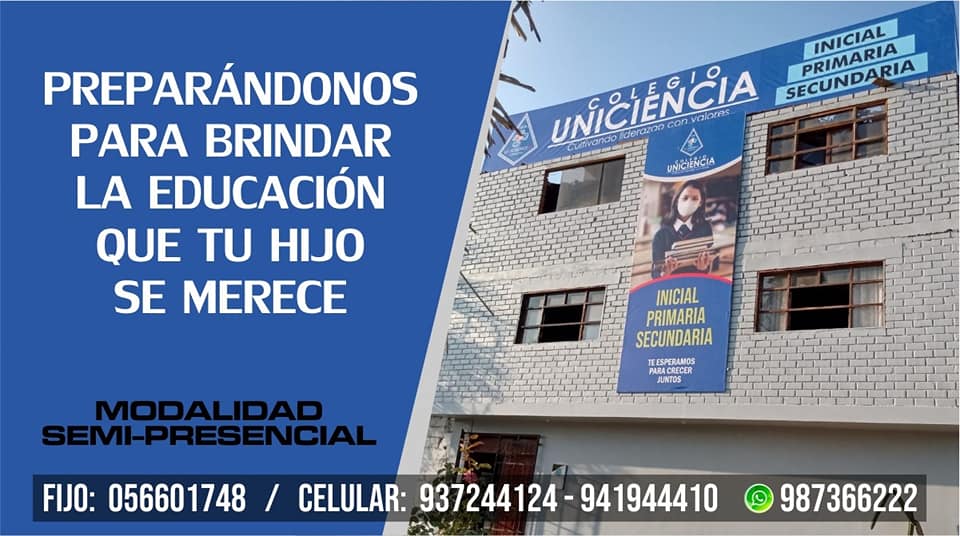 PREPARÁNDONOS
PARA BRINDAR
LA EDUCACIÓN
QUE TU HIJO
SE MERECE
MODALIDAD
SEMI-PRESENCIAL
COLEGIO
UNICIENCIA
Cultivando liderazgo con valores...
INICIAL
PRIMARIA
SECUNDARIA
COLEGIO
UNICIENCIA
INICIAL
PRIMARIA
SECUNDARIA
TE ESPERAMOS
PARA CRECER
JUNTOS
FIJO: 056601748 / CELULAR: 937244124 - 941944410 987366222